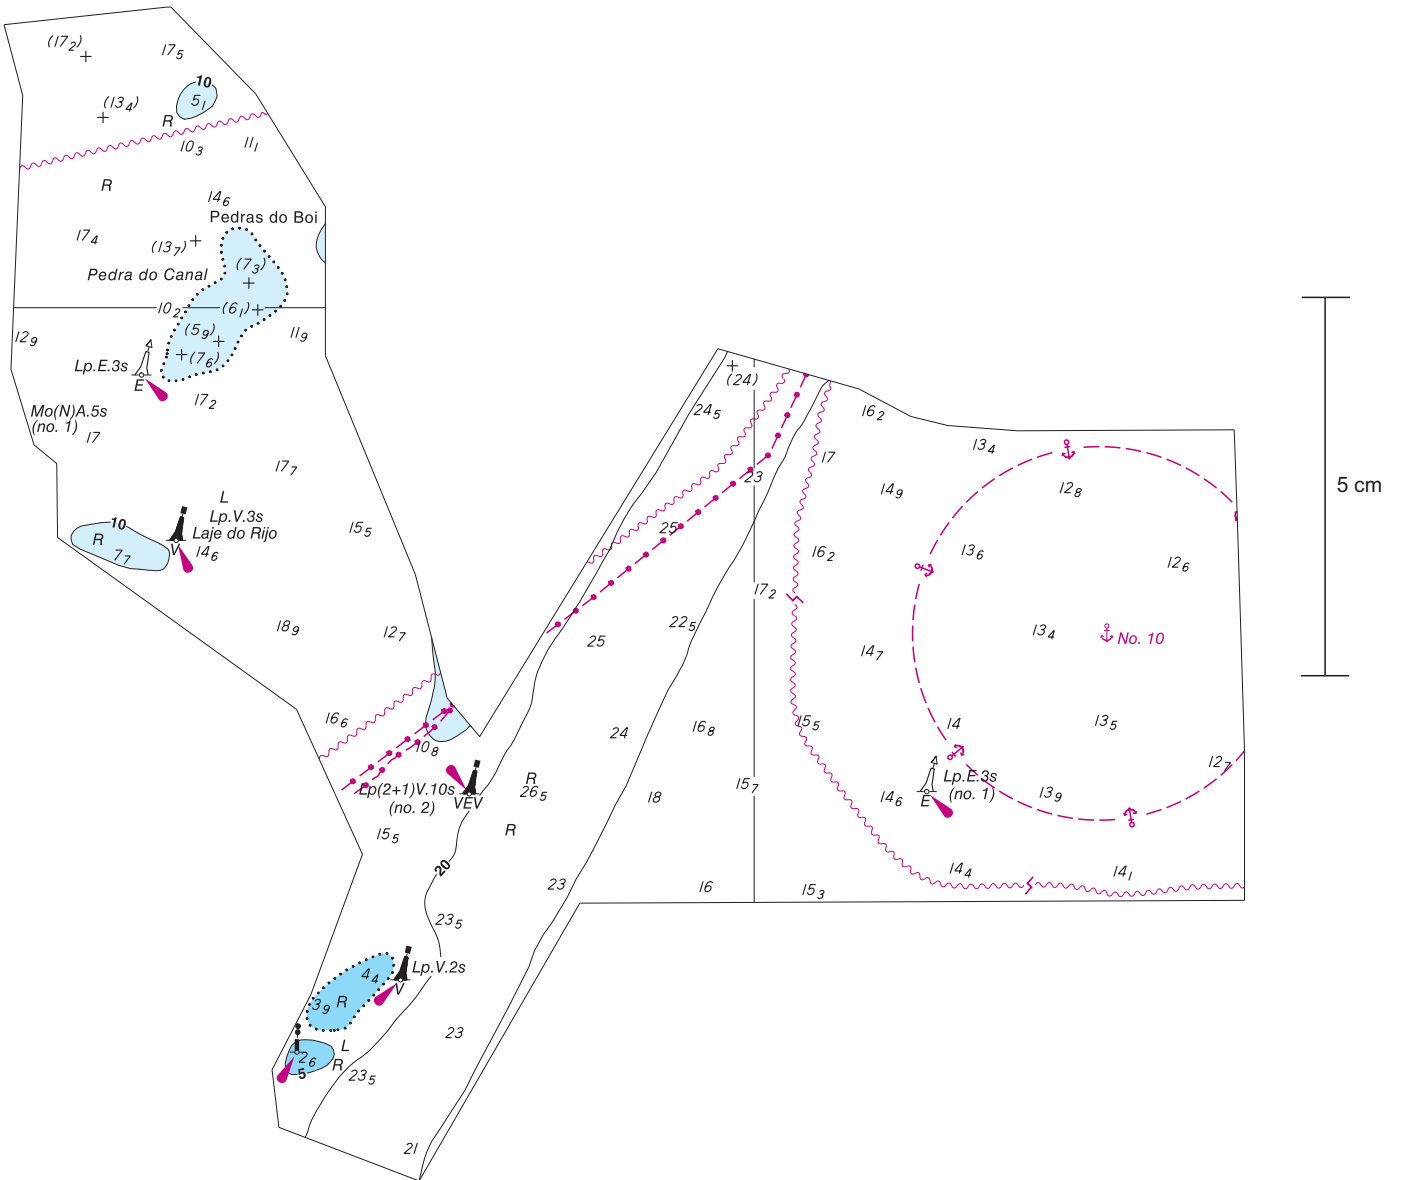 (17₂)
17₅
10
5₁
(13₄)
R
10₃
11₁
R
14₆
Pedras do Boi
17₄
(13₇)
(7₃)
Pedra do Canal
10₂
(6₁)
12₉
(5₉)
11₉
Lp.E.3s
(7₆)
E
17₂
Mo(N)A.5s
(no. 1)
17
17₇
L
Lp.V.3s
10
Laje do Rijo
R
7₇
V
14₆
15₅
18₉
12₇
16₆
10₈
Lp(2+1)V.10s
(no. 2)
VEV
15₅
R
26₅
R
20
23
23₅
4₄
Lp.V.2s
V
3₉
R
23
L
2₆
R
5
23₅
21
(24)
24₅
23
25
17₂
22₅
25
24
16₈
18
15₇
16
15₃
16₂
13₄
17
14₉
12₈
16₂
13₆
12₆
13₄
No. 10
14₇
15₅
14
13₅
12₇
Lp.E.3s
(no. 1)
14₆
E
13₉
14₄
14₁
5 cm